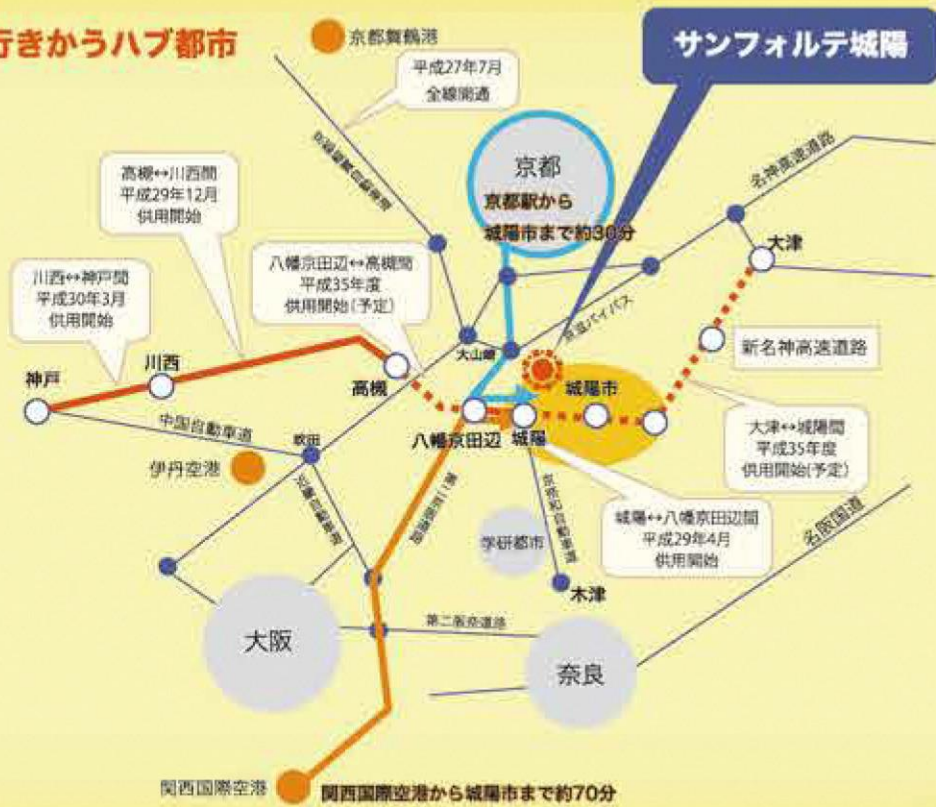 行きかうハブ都市
京都舞鶴港
サンフォルテ城陽
平成27年7月
全線開通
京都
京都駅から
城陽市まで約30分
名神高速道路
高槻↔川西間
平成29年12月
供用開始
大津
八幡京田辺↔高槻間
平成35年度
供用開始(予定)
川西↔神戸間
平成30年3月
供用開始
京滋バイパス
大山崎
新名神高速道路
神戸
川西
高槻
城陽市
中国自動車道
吹田
八幡京田辺
城陽
大津↔城陽間
平成35年度
供用開始(予定)
伊丹空港
近畿自動車道
京奈和自動車道
学研都市
城陽↔八幡京田辺間
平成29年4月
供用開始
名阪国道
木津
第二阪奈道路
大阪
奈良
関西国際空港
関西国際空港から城陽市まで約70分